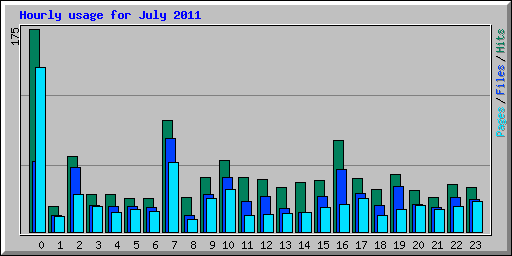 Hourly usage for July 2011
175
Pages / Files / Hits
0 1 2 3 4 5 6 7 8 9 10 11 12 13 14 15 16 17 18 19 20 21 22 23